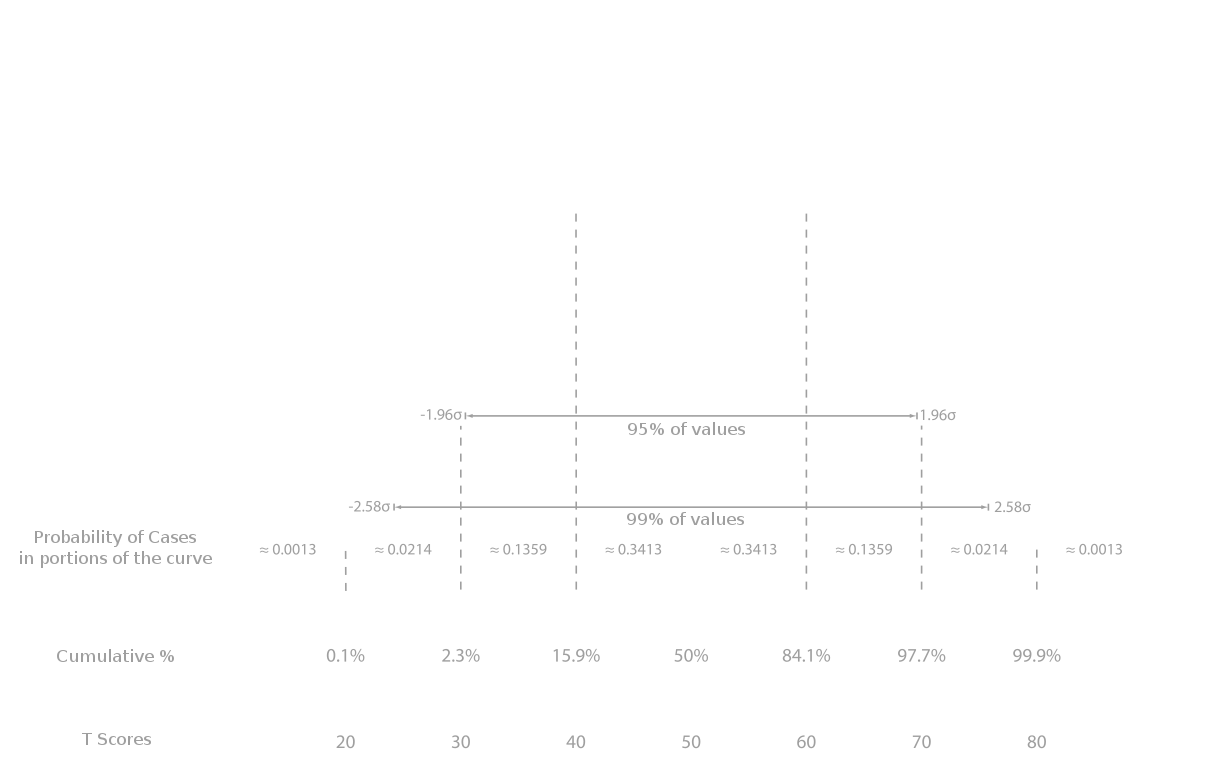 -1.96σ 1.96σ
95% of values
-2.58σ 2.58σ
99% of values
Probability of Cases
in portions of the curve
≈ 0.0013 ≈ 0.0214 ≈ 0.1359 ≈ 0.3413 ≈ 0.3413 ≈ 0.1359 ≈ 0.0214 ≈ 0.0013
Cumulative % 0.1% 2.3% 15.9% 50% 84.1% 97.7% 99.9%
T Scores 20 30 40 50 60 70 80